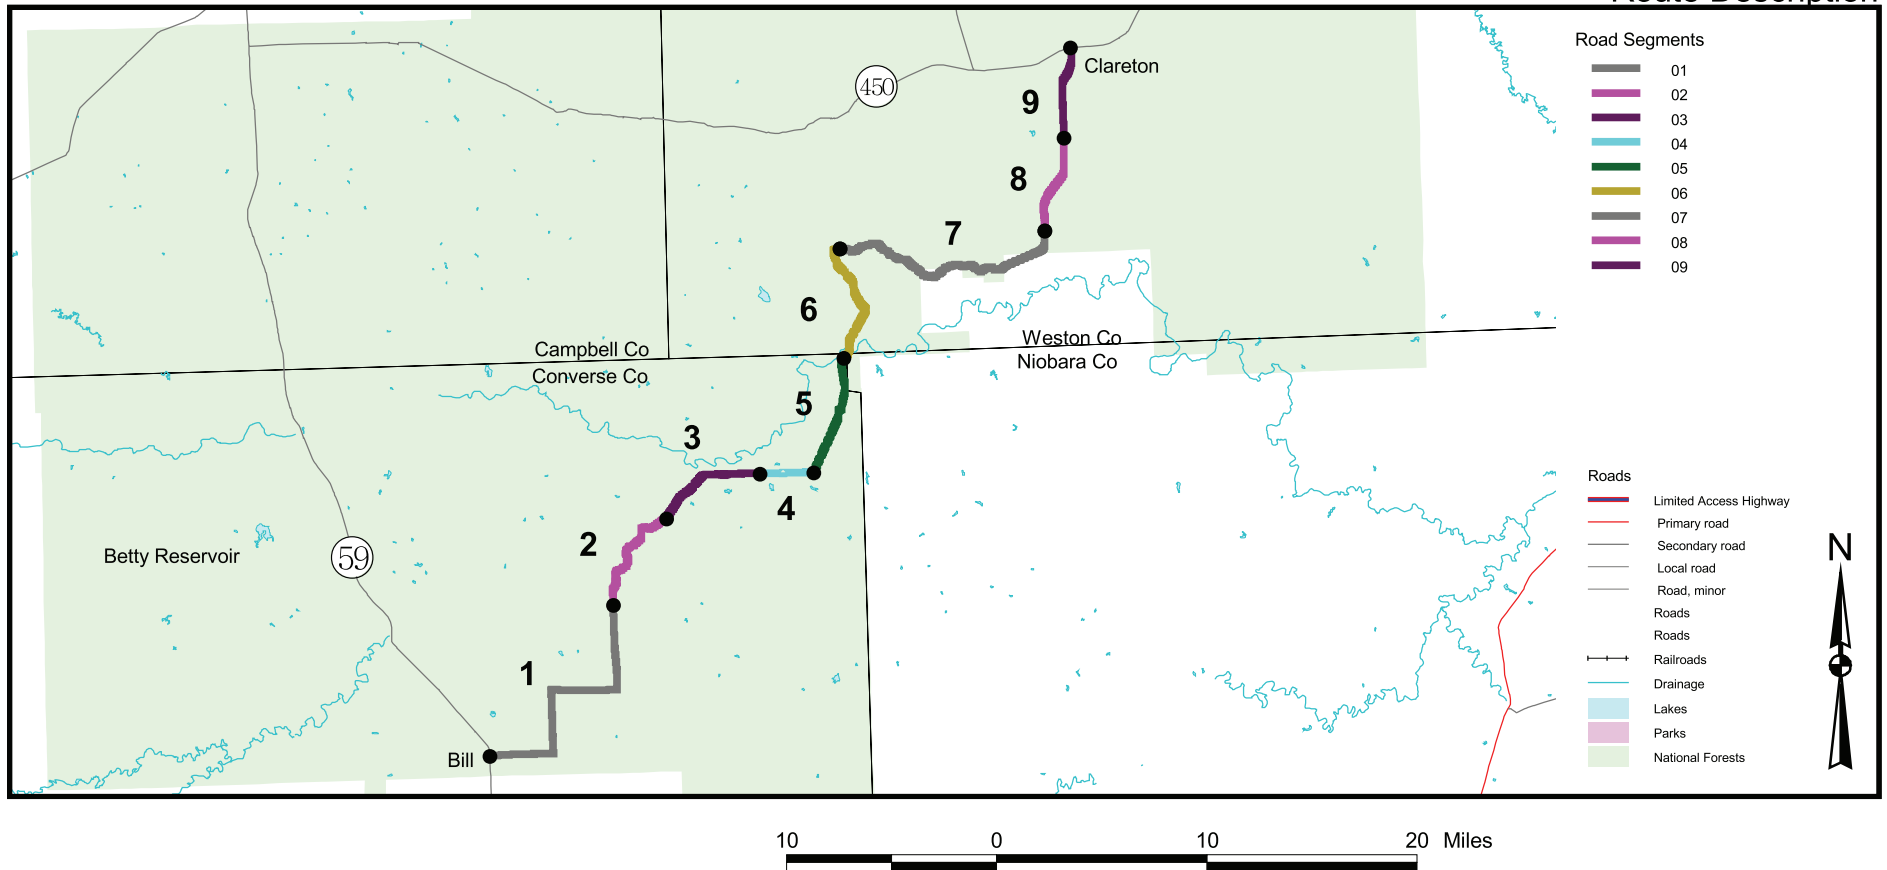 Route Description
Road Segments
01
02
03
04
05
06
07
08
09
Clareton
450
9
8
7
6
Weston Co
Niobara Co
Campbell Co
Converse Co
5
3
4
2
Betty Reservoir
59
1
Bill
Roads
Limited Access Highway
Primary road
Secondary road
Local road
Road, minor
Roads
Roads
Railroads
Drainage
Lakes
Parks
National Forests
N
10 0 10 20 Miles